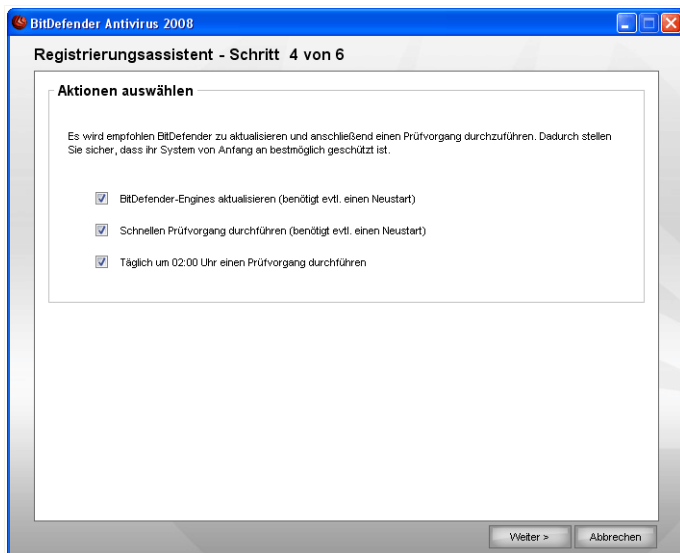 BitDefender Antivirus 2008
Registrierungsassistent - Schritt 4 von 6
Aktionen auswählen
Es wird empfohlen BitDefender zu aktualisieren und anschließend einen Prüfvorgang durchzuführen. Dadurch stellen
Sie sicher, dass ihr System von Anfang an bestmöglich geschützt ist.
BitDefender-Engines aktualisieren (benötigt evtl. einen Neustart)
Schnellen Prüfvorgang durchführen (benötigt evtl. einen Neustart)
Täglich um 02:00 Uhr einen Prüfvorgang durchführen
Weiter >
Abbrechen